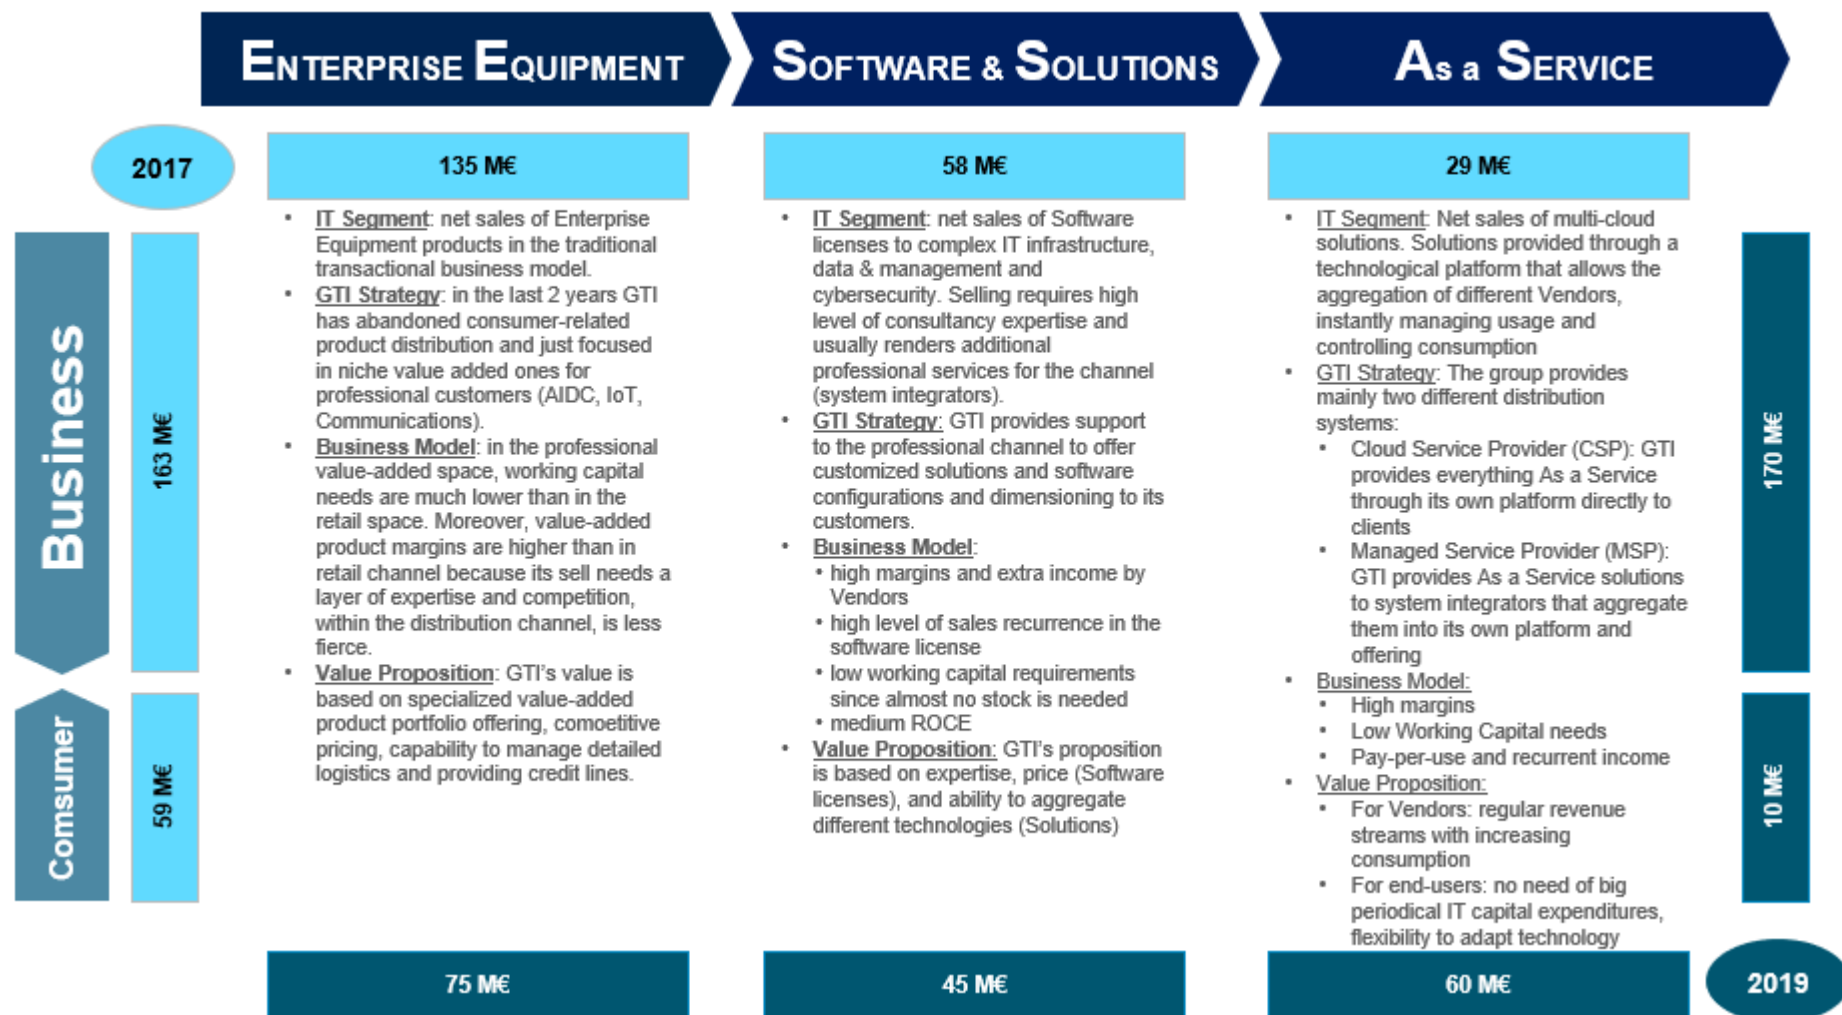 ENTERPRISE EQUIPMENT
SOFTWARE & SOLUTIONS
As a SERVICE
2017
135 M€
58 M€
29 M€
Business
163 M€
Comsumer
59 M€
• IT Segment: net sales of Enterprise
Equipment products in the traditional
transactional business model.
• GTI Strategy: in the last 2 years GTI
has abandoned consumer-related
product distribution and just focused
in niche value added ones for
professional customers (AIDC, IoT,
Communications).
• Business Model: in the professional
value-added space, working capital
needs are much lower than in the
retail space. Moreover, value-added
product margins are higher than in
retail channel because its sell needs a
layer of expertise and competition,
within the distribution channel, is less
fierce.
• Value Proposition: GTI's value is
based on specialized value-added
product portfolio offering, comoetitive
pricing, capability to manage detailed
logistics and providing credit lines.
• IT Segment: net sales of Software
licenses to complex IT infrastructure,
data & management and
cybersecurity. Selling requires high
level of consultancy expertise and
usually renders additional
professional services for the channel
(system integrators).
• GTI Strategy: GTI provides support
to the professional channel to offer
customized solutions and software
configurations and dimensioning to its
customers.
• Business Model:
• high margins and extra income by
Vendors
• high level of sales recurrence in the
software license
• low working capital requirements
since almost no stock is needed
• medium ROCE
• Value Proposition: GTI's proposition
is based on expertise, price (Software
licenses), and ability to aggregate
different technologies (Solutions)
• IT Segment: Net sales of multi-cloud
solutions. Solutions provided through a
technological platform that allows the
aggregation of different Vendors,
instantly managing usage and
controlling consumption
• GTI Strategy: The group provides
mainly two different distribution
systems:
• Cloud Service Provider (CSP): GTI
provides everything As a Service
through its own platform directly to
clients
• Managed Service Provider (MSP):
GTI provides As a Service solutions
to system integrators that aggregate
them into its own platform and
offering
• Business Model:
• High margins
• Low Working Capital needs
• Pay-per-use and recurrent income
• Value Proposition:
• For Vendors: regular revenue
streams with increasing
consumption
• For end-users: no need of big
periodical IT capital expenditures,
flexibility to adapt technology
170 M€
10 M€
75 M€
45 M€
60 M€
2019